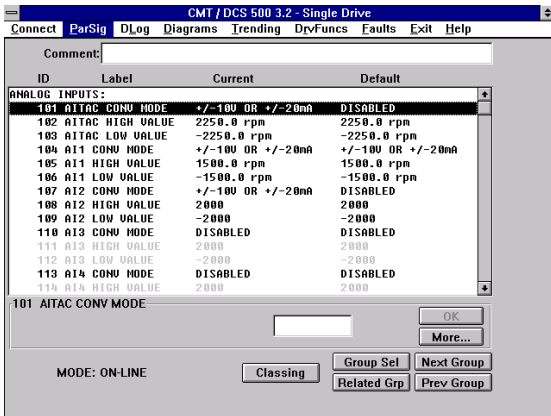 CMT / DCS 500 3.2 - Single Drive
Connect ParSig DLog Diagrams Trending DrvFuncs Faults Exit Help
Comment:
ID Label Current Default
ANALOG INPUTS:
101 AITAC CONV MODE +/-10V OR +/-20mA DISABLED
102 AITAC HIGH VALUE 2250.0 rpm 2250.0 rpm
103 AITAC LOW VALUE -2250.0 rpm -2250.0 rpm
104 AI1 CONV MODE +/-10V OR +/-20mA +/-10V OR +/-20mA
105 AI1 HIGH VALUE 1500.0 rpm 1500.0 rpm
106 AI1 LOW VALUE -1500.0 rpm -1500.0 rpm
107 AI2 CONV MODE +/-10V OR +/-20mA DISABLED
108 AI2 HIGH VALUE 2000 2000
109 AI2 LOW VALUE -2000 -2000
110 AI3 CONV MODE DISABLED DISABLED
111 AI3 HIGH VALUE 2000 2000
112 AI3 LOW VALUE -2000 -2000
113 AI4 CONV MODE DISABLED DISABLED
114 AI4 HIGH VALUE 2000 2000
101 AITAC CONV MODE
OK
More...
MODE: ON-LINE
Classing
Group Sel Next Group
Related Grp Prev Group